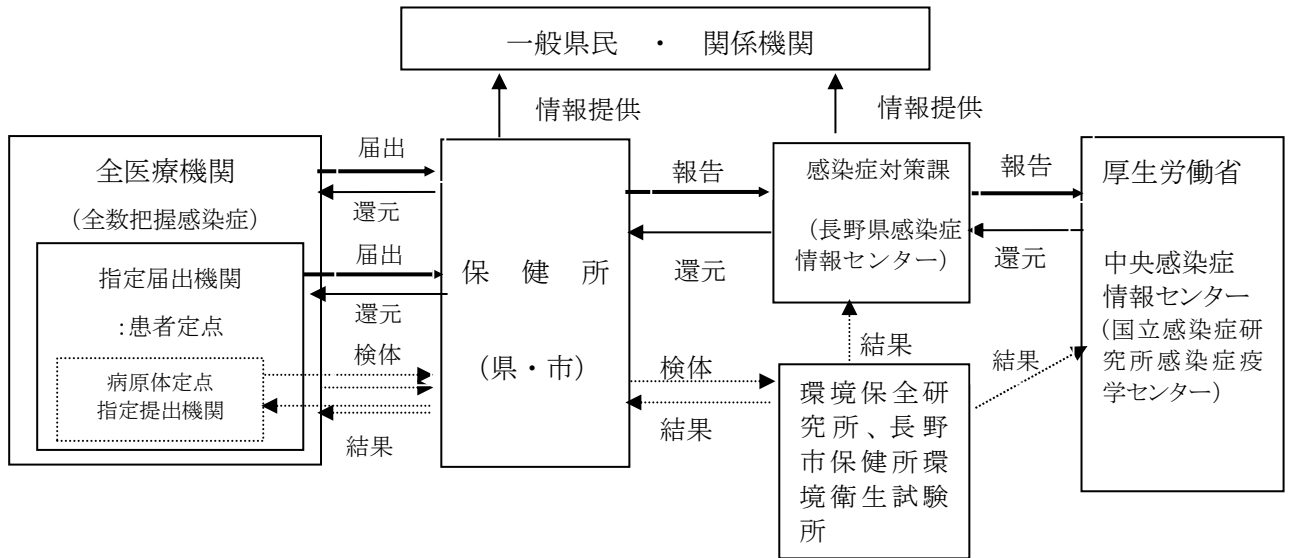 一般県民 ・ 関係機関
情報提供
情報提供
全医療機関
（全数把握感染症）
届出
還元
指定届出機関
：患者定点
届出
還元
病原体定点
指定提出機関
検体
結果
保 健 所
（県・市）
報告
還元
検体
結果
感染症対策課
（長野県感染症
情報センター）
結果
環境保全研
究所、長野
市保健所環
境衛生試験
所
報告
還元
結果
厚生労働省
中央感染症
情報センター
（国立感染症研
究所感染症疫
学センター）